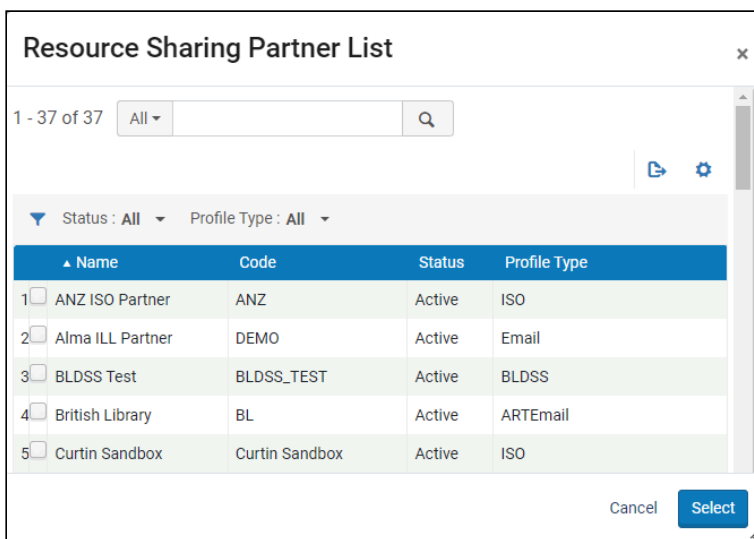 Resource Sharing Partner List ×
1 - 37 of 37 All
Status : All Profile Type : All
Name Code Status Profile Type
1 ANZ ISO Partner ANZ Active ISO
2 Alma ILL Partner DEMO Active Email
3 BLDSS Test BLDSS_TEST Active BLDSS
4 British Library BL Active ARTEmail
5 Curtin Sandbox Curtin Sandbox Active ISO
Cancel Select